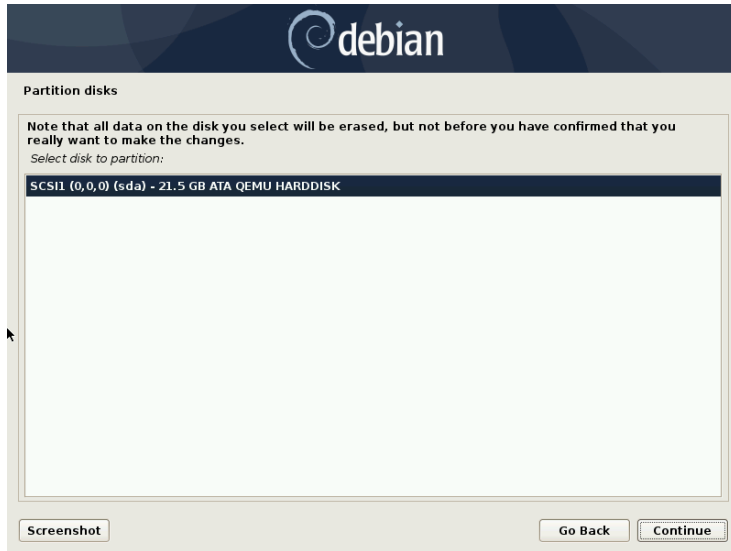 debian
Partition disks
Note that all data on the disk you select will be erased, but not before you have confirmed that you
really want to make the changes.
Select disk to partition:
SCSI1 (0,0,0) (sda) - 21.5 GB ATA QEMU HARDDISK
Screenshot
Go Back
Continue